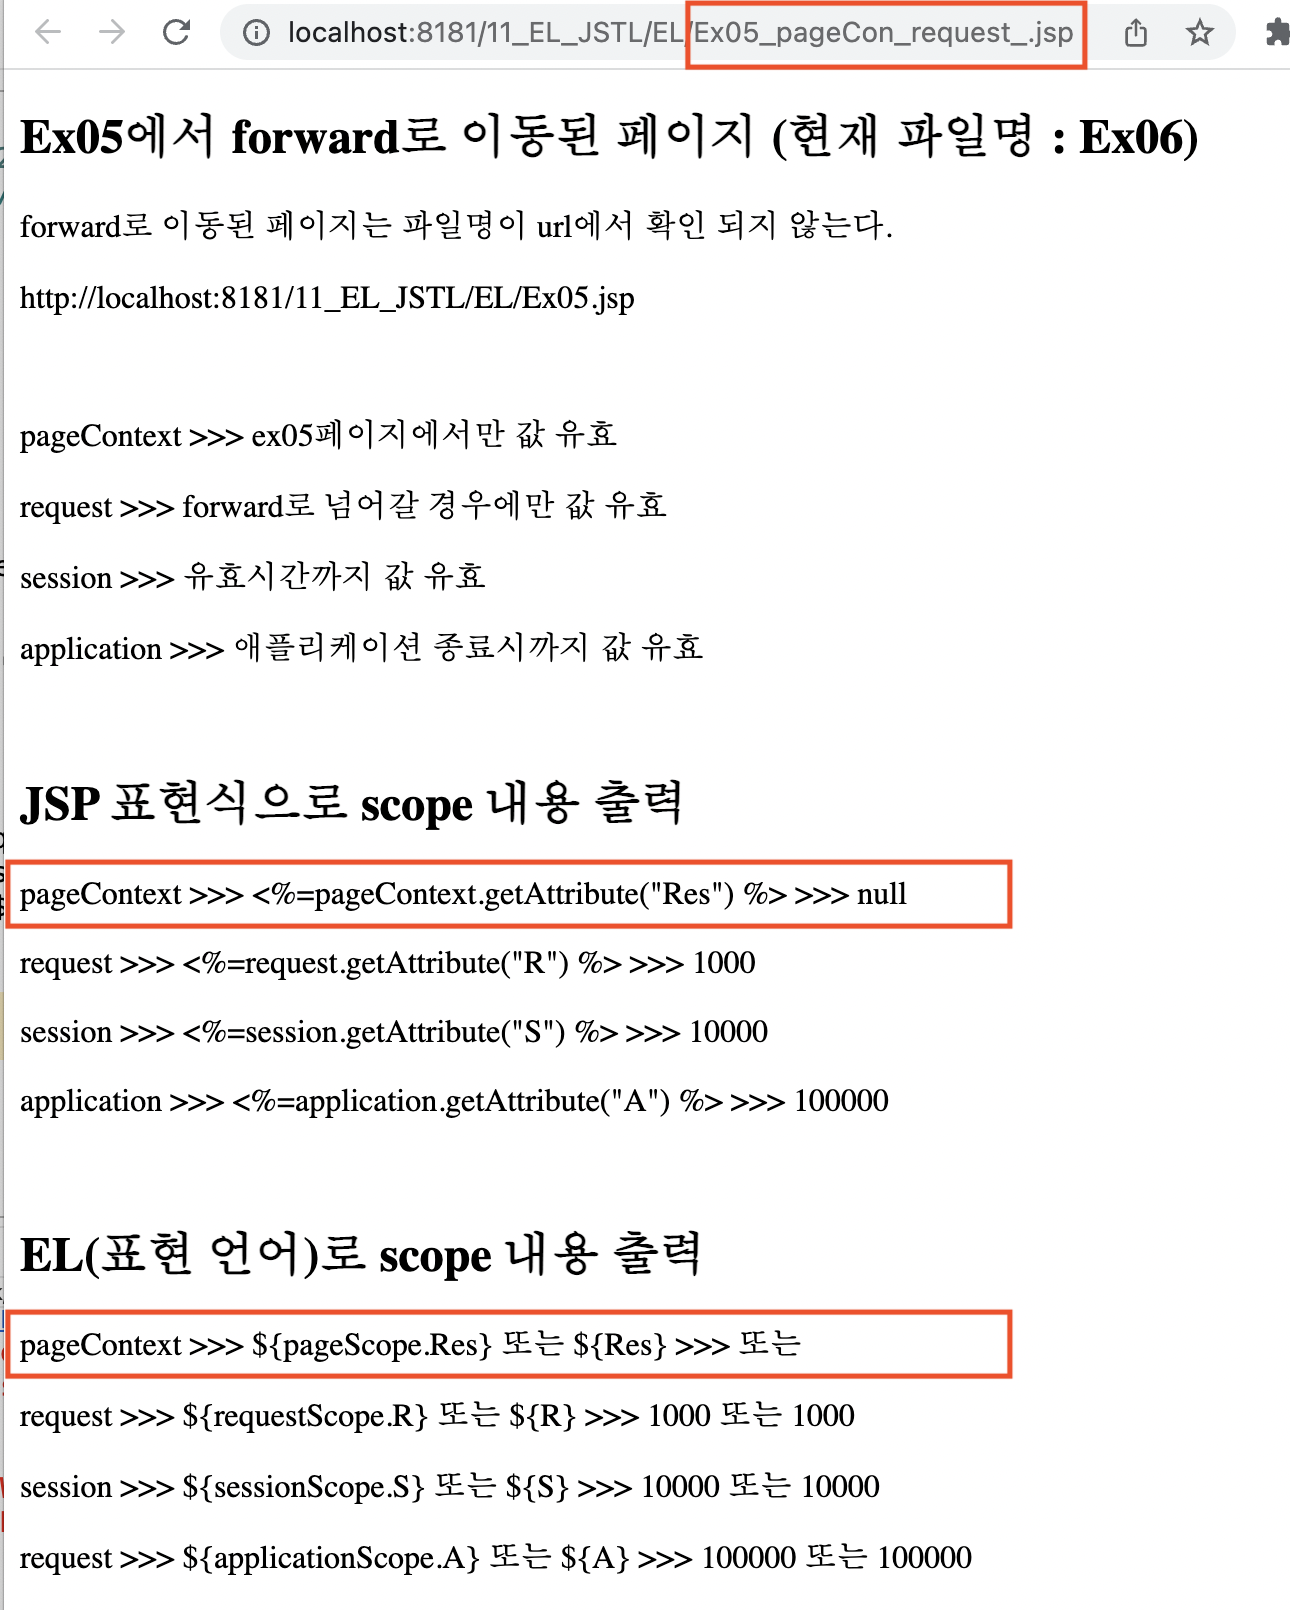 localhost:8181/11_EL_JSTL/EL/Ex05_pageCon_request_.jsp
Ex05에서 forward로 이동된 페이지 (현재 파일명 : Ex06)
forward로 이동된 페이지는 파일명이 url에서 확인 되지 않는다.
http://localhost:8181/11_EL_JSTL/EL/Ex05.jsp
pageContext >>> ex05페이지에서만 값 유효
request >>> forward로 넘어갈 경우에만 값 유효
session >>> 유효시간까지 값 유효
application >>> 애플리케이션 종료시까지 값 유효
JSP 표현식으로 scope 내용 출력
pageContext >>> <%=pageContext.getAttribute("Res") %> >>> null
request >>> <%=request.getAttribute("R") %> >>> 1000
session >>> <%=session.getAttribute("S") %> >>> 10000
application >>> <%=application.getAttribute("A") %> >>> 100000
EL(표현 언어)로 scope 내용 출력
pageContext >>> ${pageScope.Res} 또는 ${Res} >>> 또는
request >>> ${requestScope.R} 또는 ${R} >>> 1000 또는 1000
session >>> ${sessionScope.S} 또는 ${S} >>> 10000 또는 10000
request >>> ${applicationScope.A} 또는 ${A} >>> 100000 또는 100000